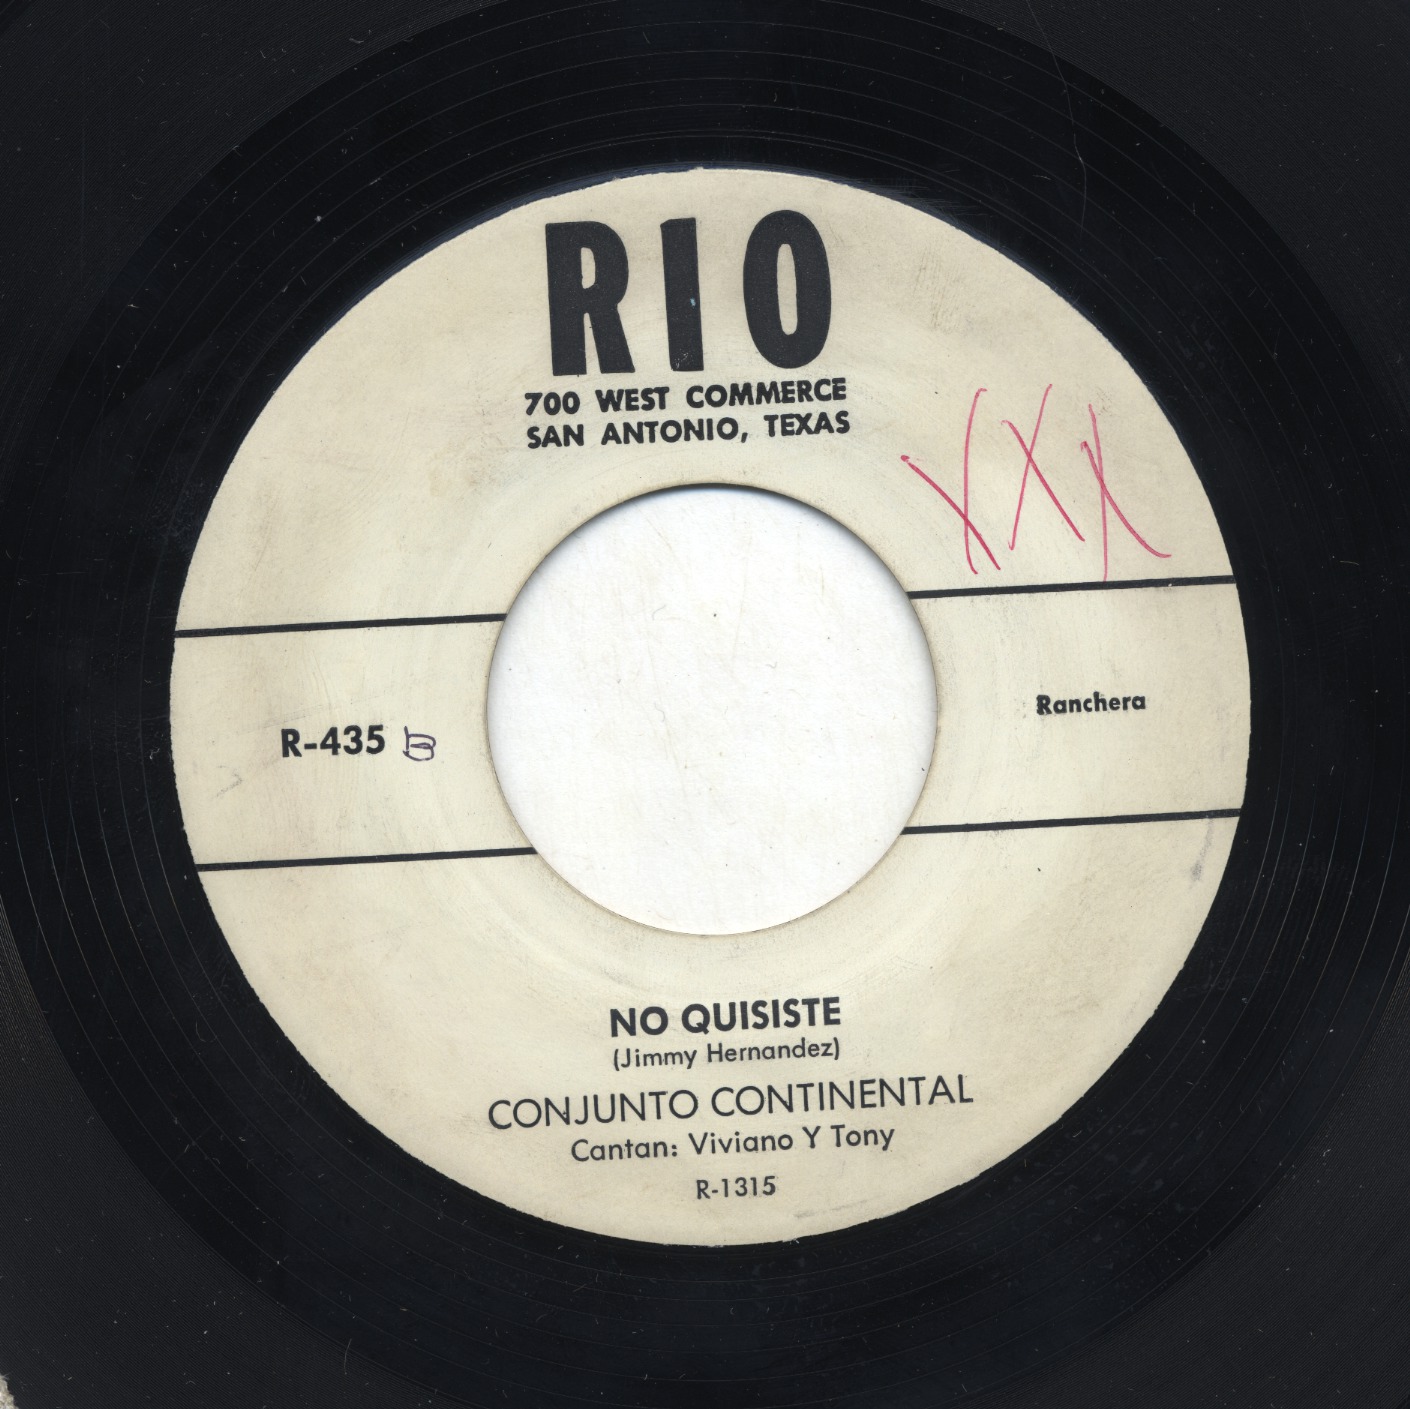 RIO
700 WEST COMMERCE
SAN ANTONIO, TEXAS
XXX
Ranchera
R-435 B
NO QUISISTE
(Jimmy Hernandez)
CONJUNTO CONTINENTAL
Cantan: Viviano Y Tony
R-1315